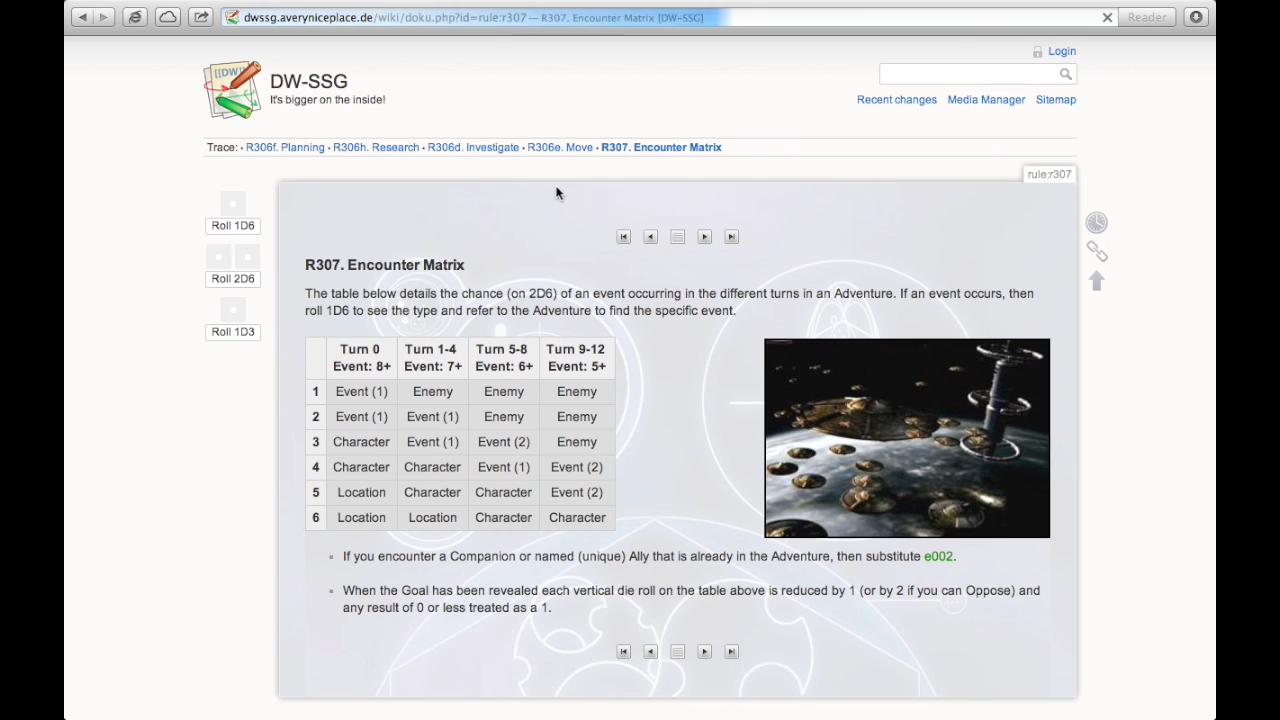 dwssg.averyniceplace.de/wiki/doku.php?id=rule:r307 — R307. Encounter Matrix [DW-SSG]
Reader
Login
DW-SSG
It's bigger on the inside!
Recent changes Media Manager Sitemap
Trace: • R306f. Planning • R306h. Research • R306d. Investigate • R306e. Move • R307. Encounter Matrix
rule:r307
Roll 1D6
Roll 2D6
Roll 1D3
R307. Encounter Matrix
The table below details the chance (on 2D6) of an event occurring in the different turns in an Adventure. If an event occurs, then
roll 1D6 to see the type and refer to the Adventure to find the specific event.
Turn 0 Turn 1-4 Turn 5-8 Turn 9-12
Event: 8+ Event: 7+ Event: 6+ Event: 5+
1 Event (1) Enemy Enemy Enemy
2 Event (1) Event (1) Enemy Enemy
3 Character Event (1) Event (2) Enemy
4 Character Character Event (1) Event (2)
5 Location Character Character Event (2)
6 Location Location Character Character
If you encounter a Companion or named (unique) Ally that is already in the Adventure, then substitute e002.
When the Goal has been revealed each vertical die roll on the table above is reduced by 1 (or by 2 if you can Oppose) and
any result of 0 or less treated as a 1.